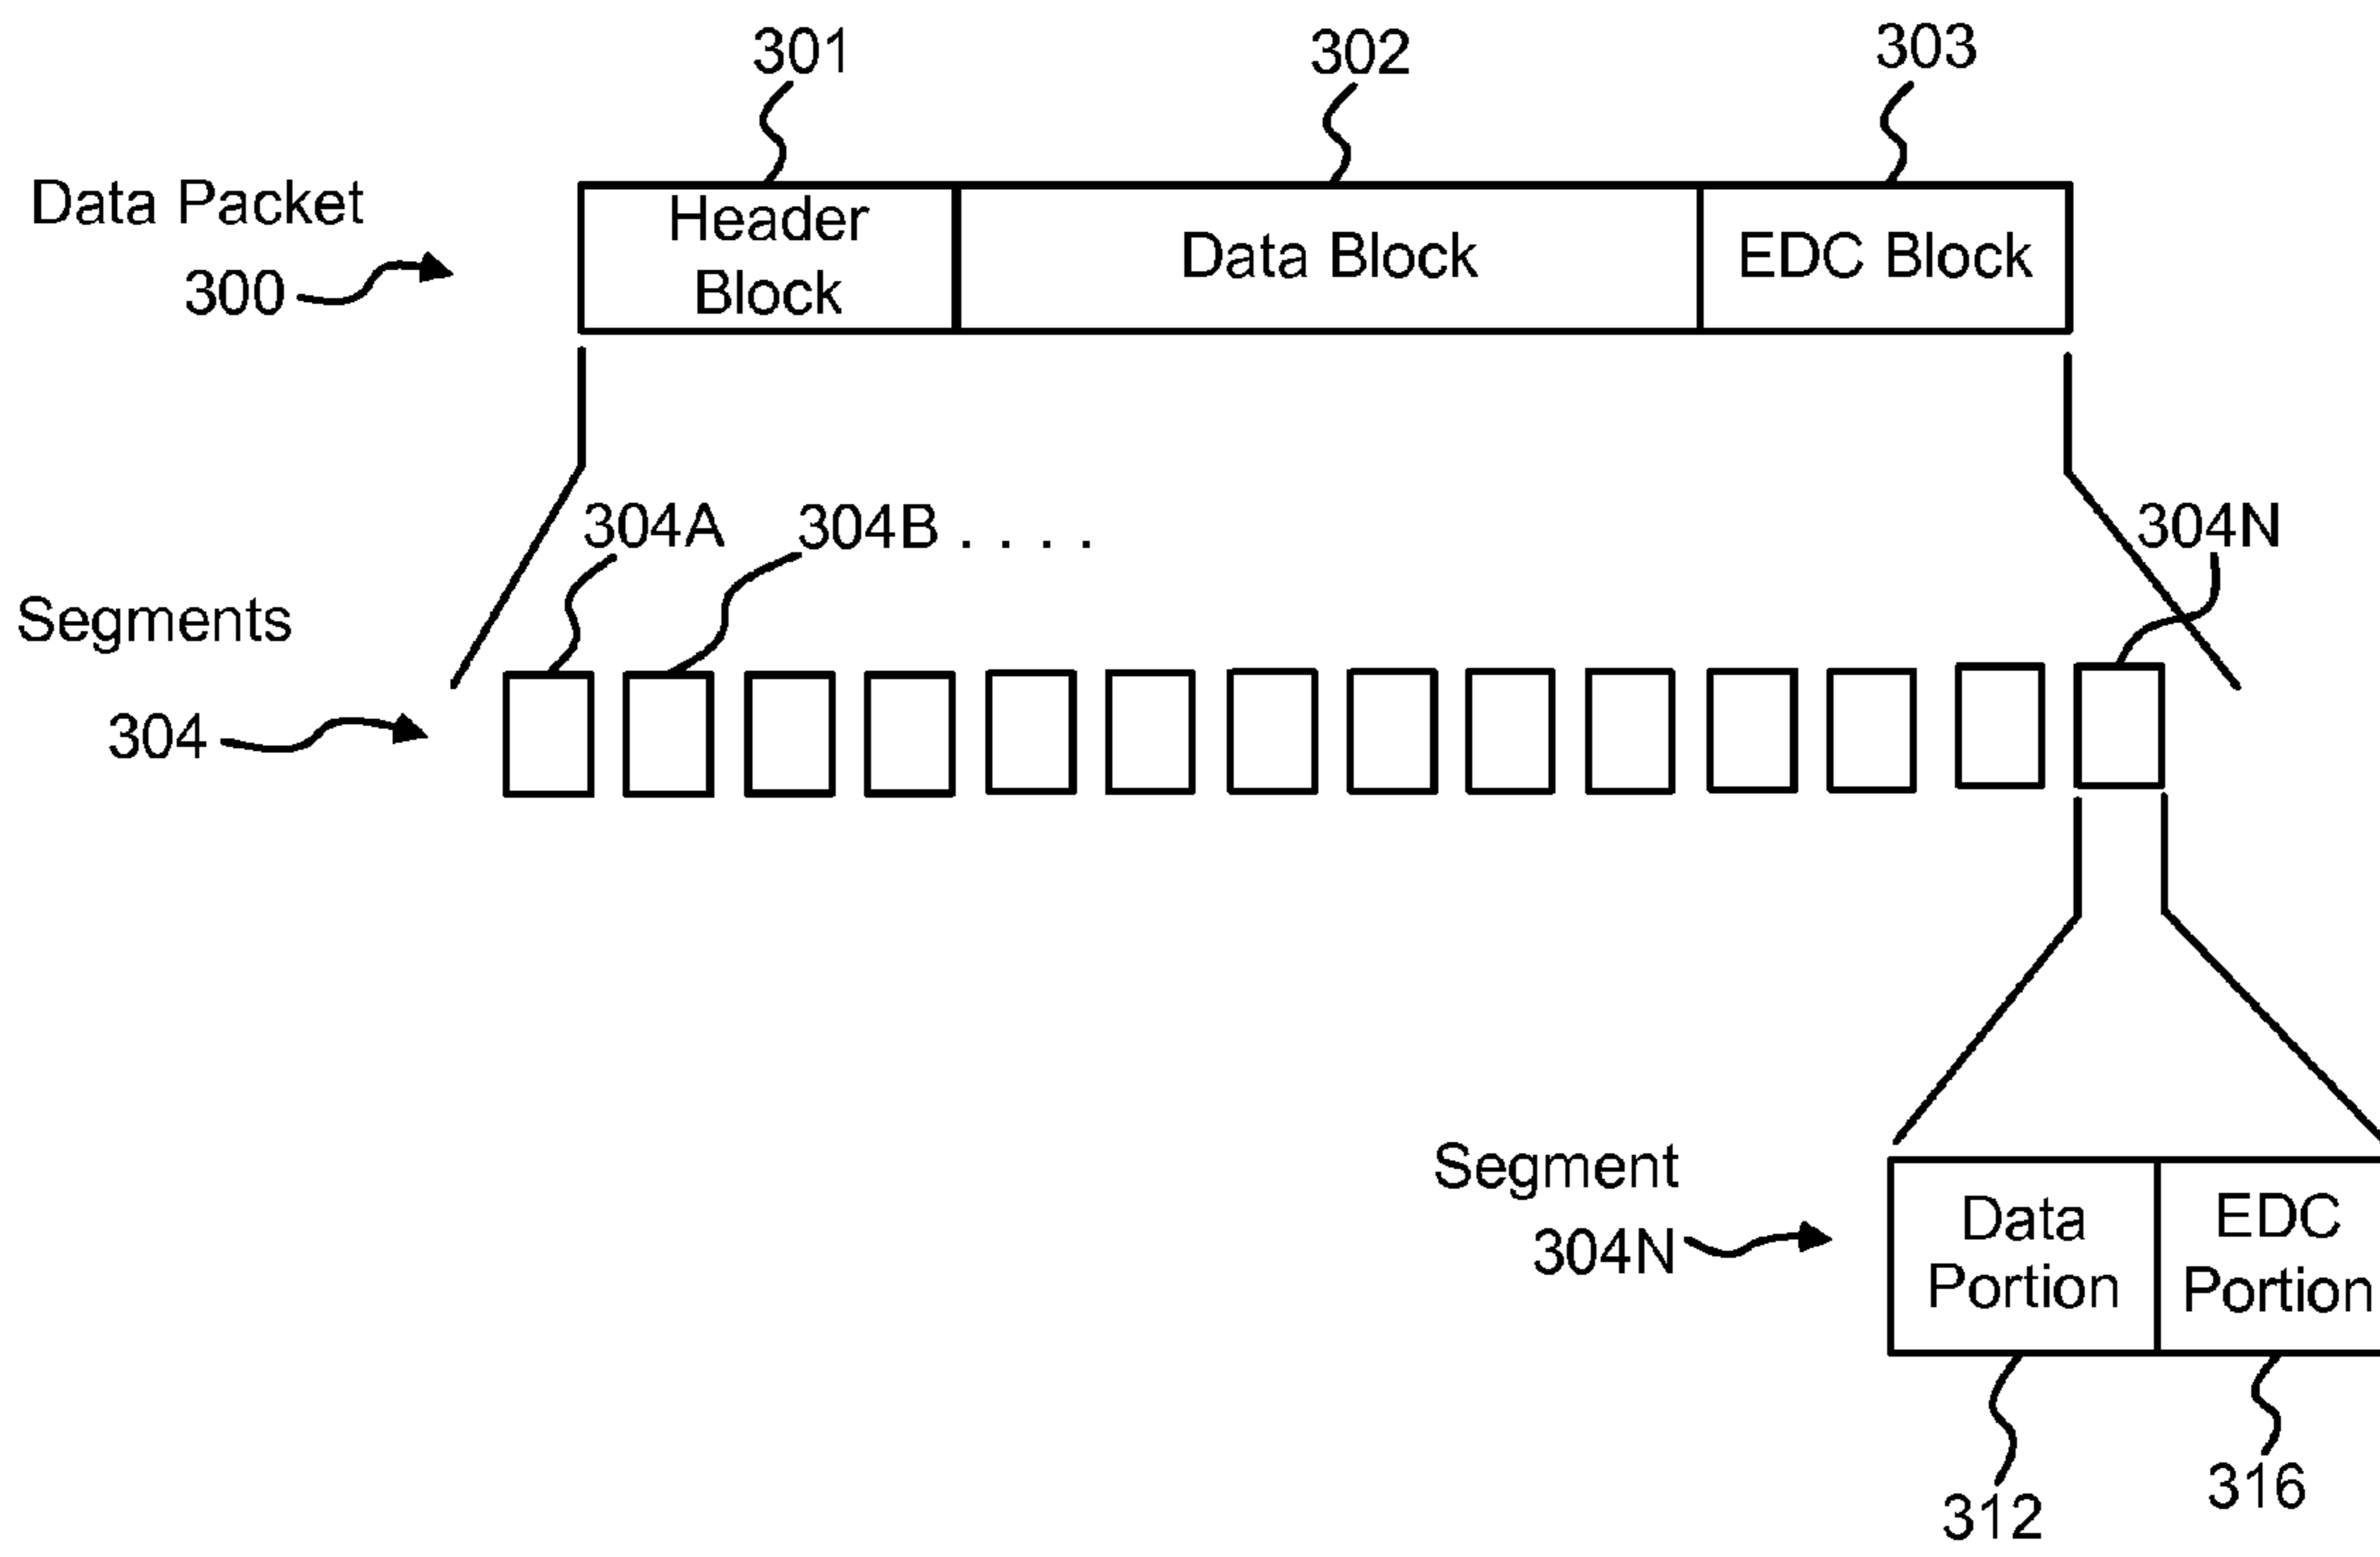 301
302
303
Data Packet
300
Header
Block
Data Block
EDC Block
304A
304B . . . .
304N
Segments
304
Segment
304N
Data
Portion
EDC
Portion
312
316